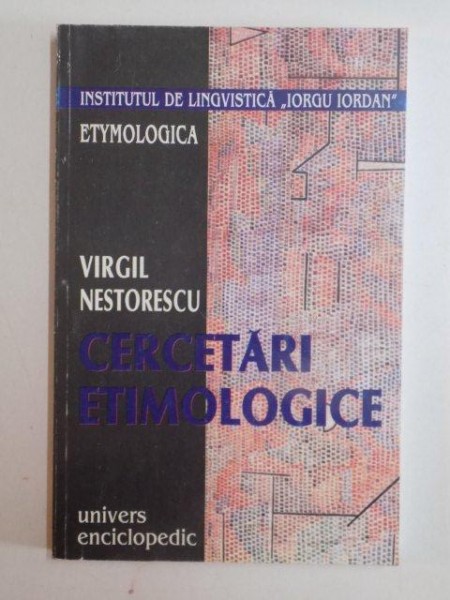 INSTITUTUL DE LINGVISTICĂ „IORGU IORDAN"
ETYMOLOGICA
VIRGIL
NESTORESCU
CERCETĂRI
ETIMOLOGICE
univers
enciclopedic